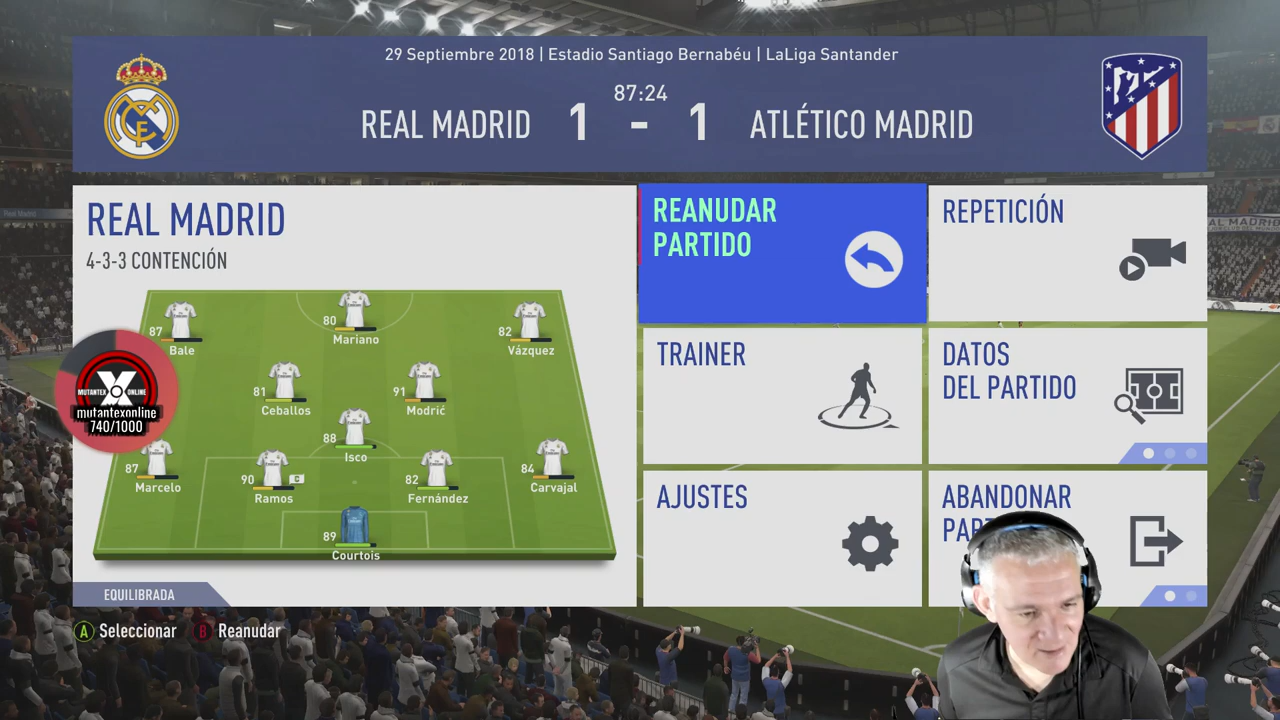 29 Septiembre 2018 | Estadio Santiago Bernabéu | LaLiga Santander
87:24
REAL MADRID 1 - 1 ATLÉTICO MADRID
REAL MADRID
4-3-3 CONTENCIÓN
87
Bale
80
Mariano
82
Vázquez
81
Ceballos
91
Modrić
88
Isco
87
Marcelo
90
Ramos
C
82
Fernández
84
Carvajal
89
Courtois
EQUILIBRADA
MUTANTEX ONLINE
mutantexonline
740/1000
REANUDAR
PARTIDO
REPETICIÓN
TRAINER
DATOS
DEL PARTIDO
AJUSTES
ABANDONAR
A Seleccionar B Reanudar